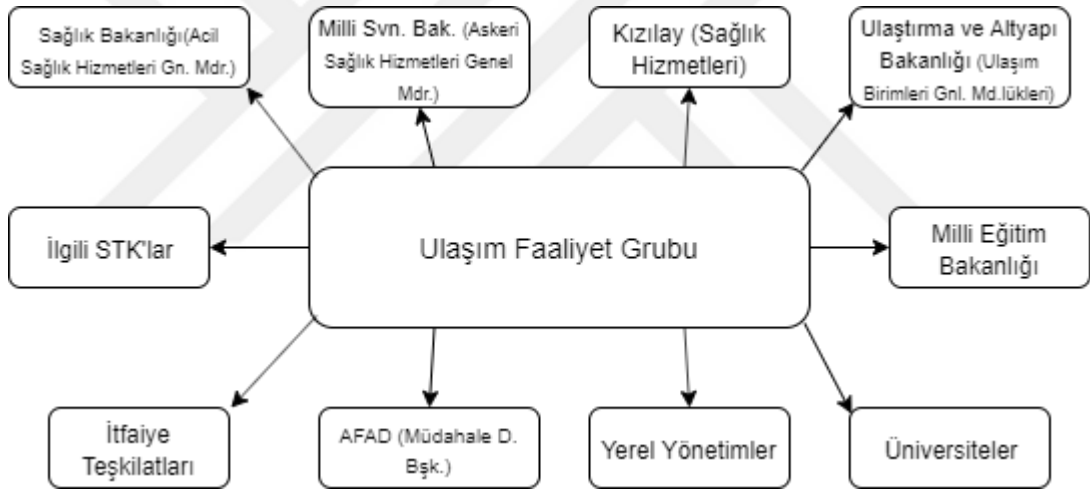 Sağlık Bakanlığı(Acil
Sağlık Hizmetleri Gn. Mdr.)
Milli Svn. Bak. (Askeri
Sağlık Hizmetleri Genel
Mdr.)
Kızılay (Sağlık
Hizmetleri)
Ulaştırma ve Altyapı
Bakanlığı (Ulaşım
Birimleri Gnl. Md.lükleri)
İlgili STK'lar
Ulaşım Faaliyet Grubu
Milli Eğitim
Bakanlığı
İtfaiye
Teşkilatları
AFAD (Müdahale D.
Bşk.)
Yerel Yönetimler
Üniversiteler